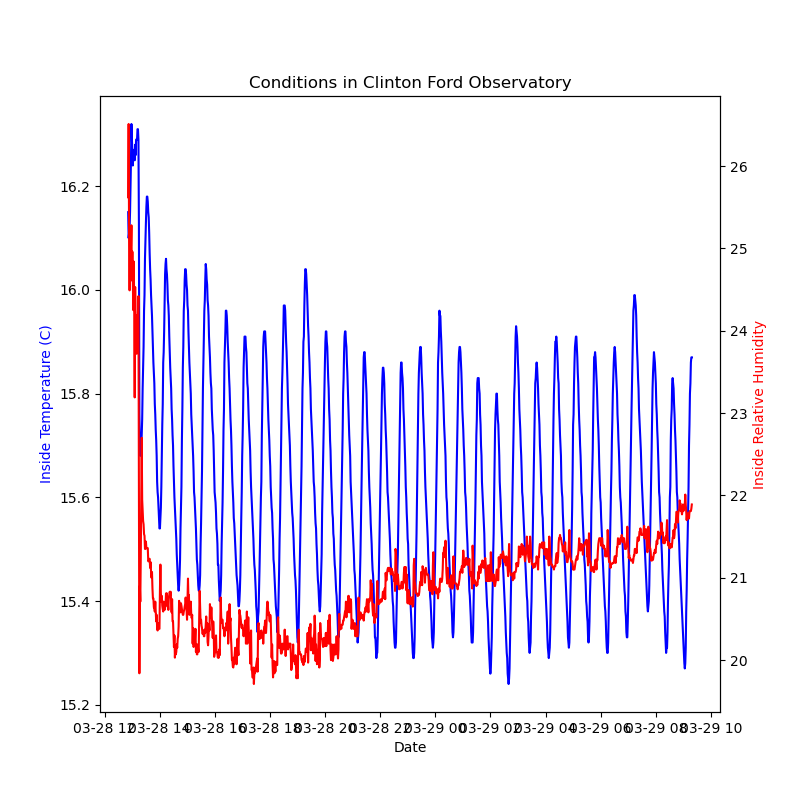 Conditions in Clinton Ford Observatory
Inside Temperature (C)
16.2
16.0
15.8
15.6
15.4
15.2
26
25
24
23
22
21
20
Inside Relative Humidity
03-28 12 03-28 14 03-28 16 03-28 18 03-28 20 03-28 22 03-29 00 03-29 02 03-29 04 03-29 06 03-29 08 03-29 10
Date